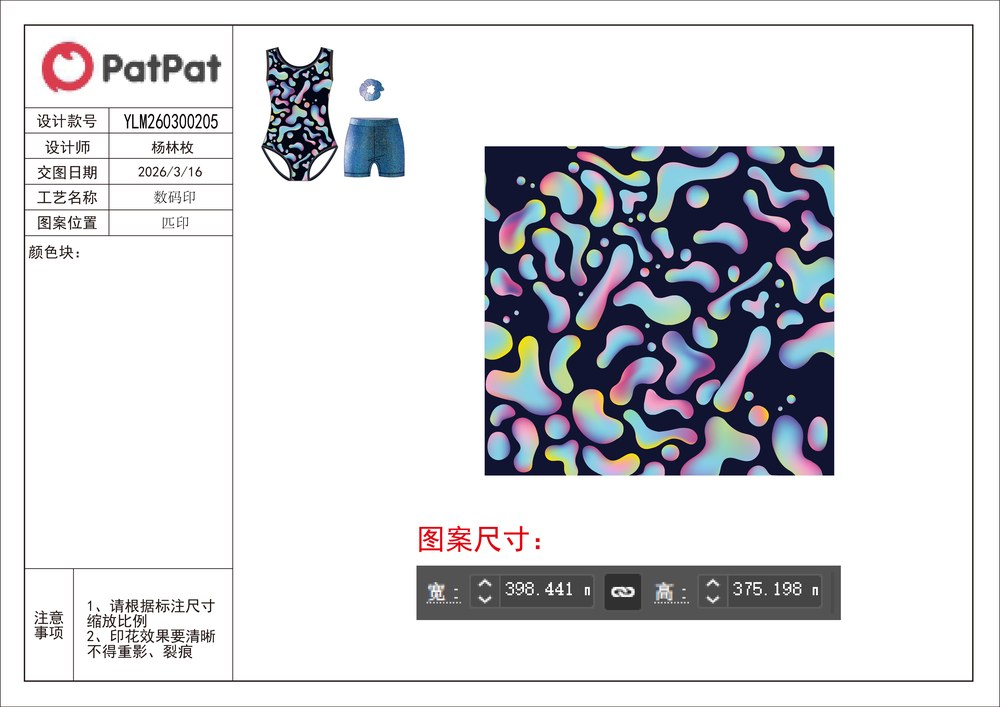 PatPat
设计款号 YLM260300205
设计师 杨林枚
交图日期 2026/3/16
工艺名称 数码印
图案位置 匹印
颜色块：
图案尺寸：
宽： 398.441 高： 375.198
注意
事项
1、请根据标注尺寸
缩放比例
2、印花效果要清晰
不得重影、裂痕